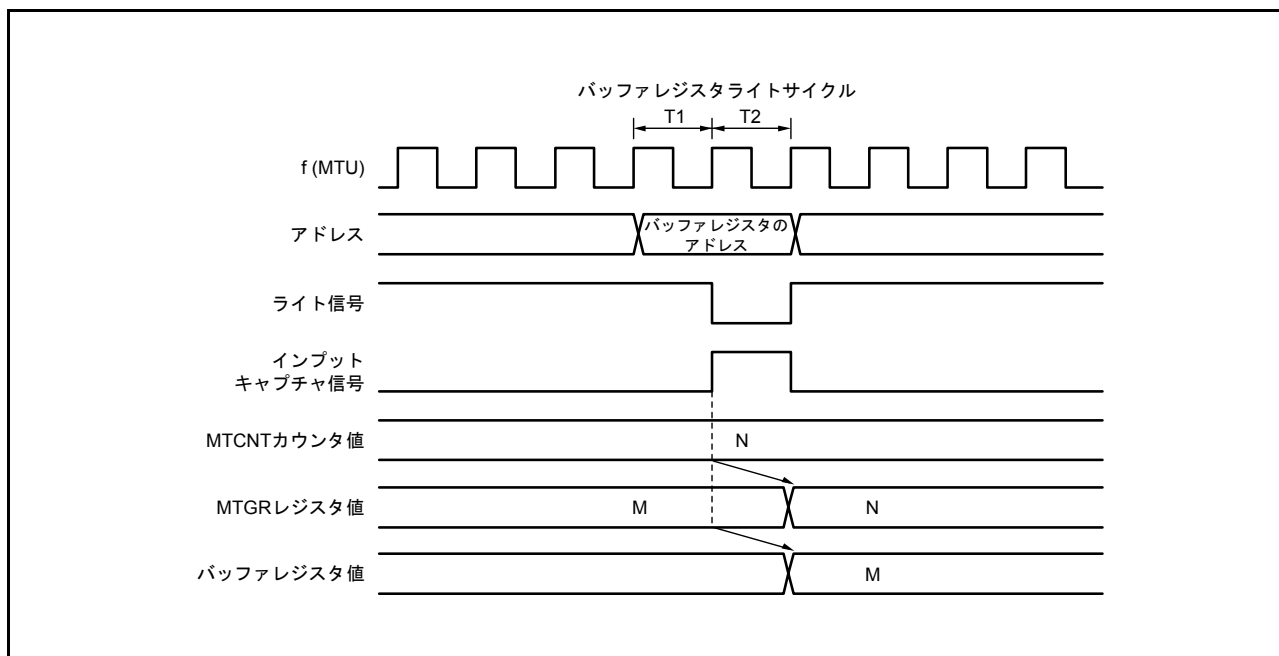 バッファレジスタライトサイクル
T1
T2
f (MTU)
アドレス
バッファレジスタの
アドレス
ライト信号
インプット
キャプチャ信号
MTCNTカウンタ値
N
MTGRレジスタ値
M
N
バッファレジスタ値
M